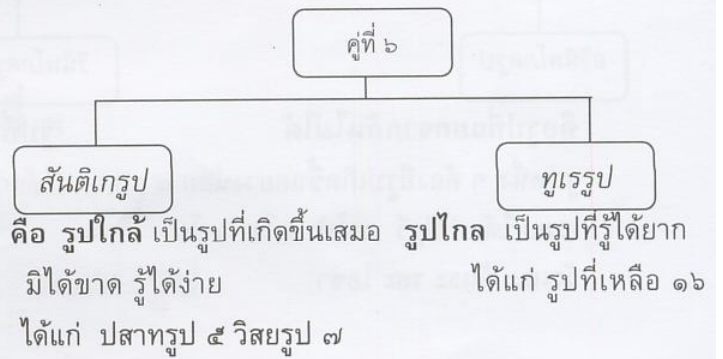 คู่ที่ ๖
สันติเกรูป
ทูเรรูป
คือ รูปใกล้ เป็นรูปที่เกิดขึ้นเสมอ
มิได้ขาด รู้ได้ง่าย
ได้แก่ ปสาทรูป ๕ วิสยรูป ๗
รูปไกล เป็นรูปที่รู้ได้ยาก
ได้แก่ รูปที่เหลือ ๑๖